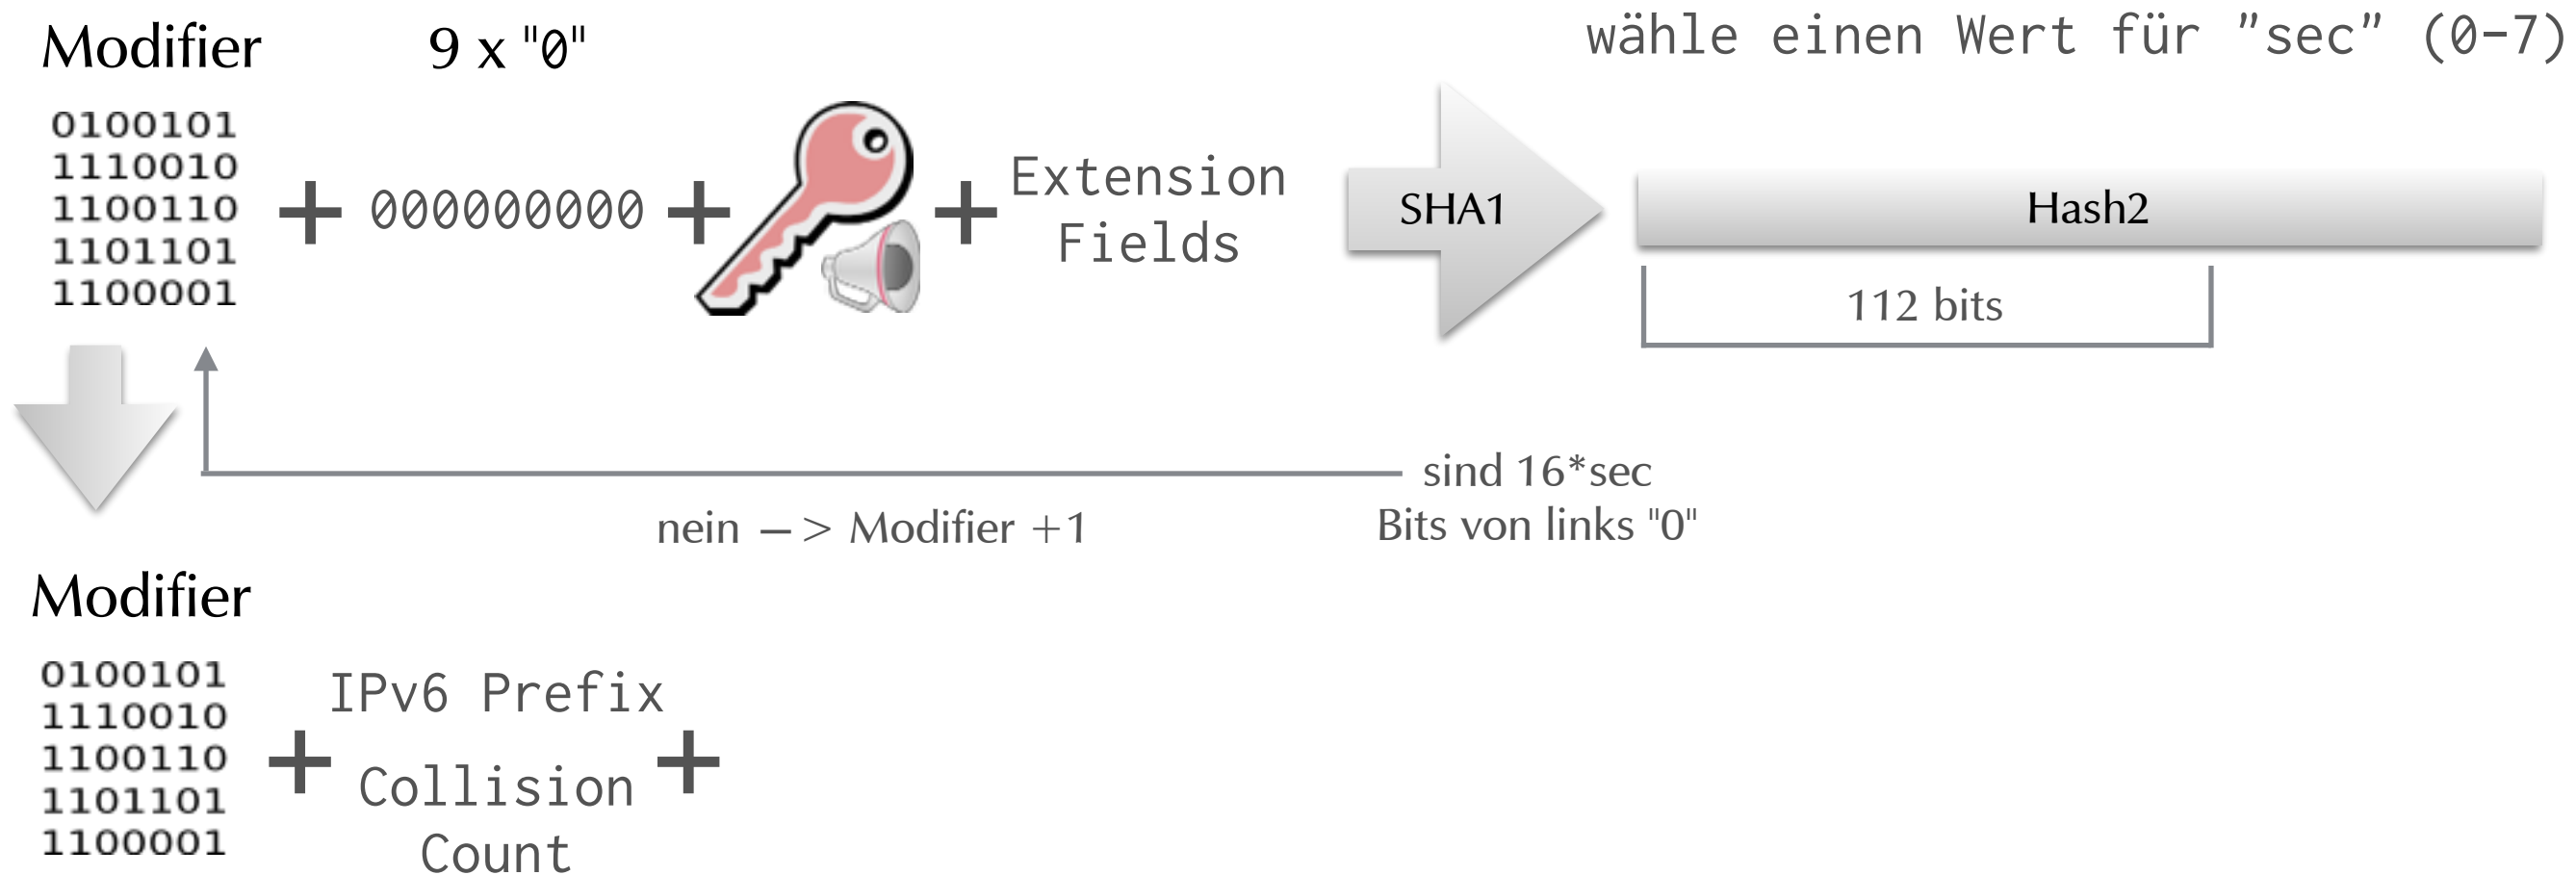 Modifier
9 x "0"
wähle einen Wert für "sec" (0-7)
0100101
1110010
1100110
1101101
1100001
+
000000000
+
+
Extension
Fields
SHA1
Hash2
112 bits
sind 16*sec
Bits von links "0"
nein –> Modifier +1
Modifier
0100101
1110010
1100110
1101101
1100001
+
IPv6 Prefix
Collision
Count
+